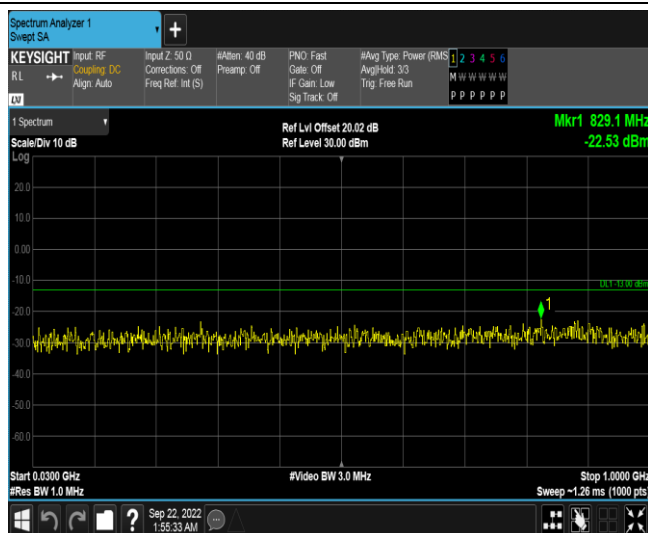 Spectrum Analyzer 1
Swept SA
+
KEYSIGHT
RL
LXI
Input: RF
Coupling: DC
Align: Auto
Input Z: 50 Ω
Corrections: Off
Freq Ref: Int (S)
#Atten: 40 dB
Preamp: Off
PNO: Fast
Gate: Off
IF Gain: Low
Sig Track: Off
#Avg Type: Power (RMS
Avg|Hold: 3/3
Trig: Free Run
1 2 3 4 5 6
M W W W W W
P P P P P P
1 Spectrum
Scale/Div 10 dB
Ref Lvl Offset 20.02 dB
Ref Level 30.00 dBm
Mkr1 829.1 MHz
-22.53 dBm
Log
20.0
10.0
0.00
-10.0
DL1 -13.00 dBm
-20.0
1
-30.0
-40.0
-50.0
-60.0
Start 0.0300 GHz
#Video BW 3.0 MHz
Stop 1.0000 GHz
#Res BW 1.0 MHz
Sweep ~1.26 ms (1000 pts)
?
Sep 22, 2022
1:55:33 AM